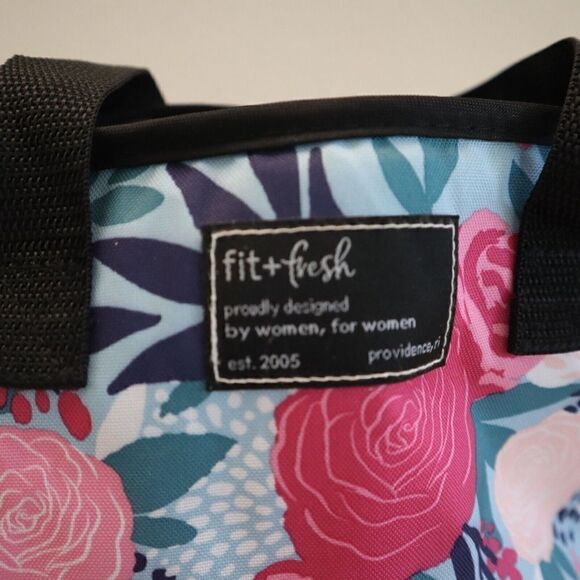 fit+fresh
proudly designed
by women, for women
est. 2005 providence, ri